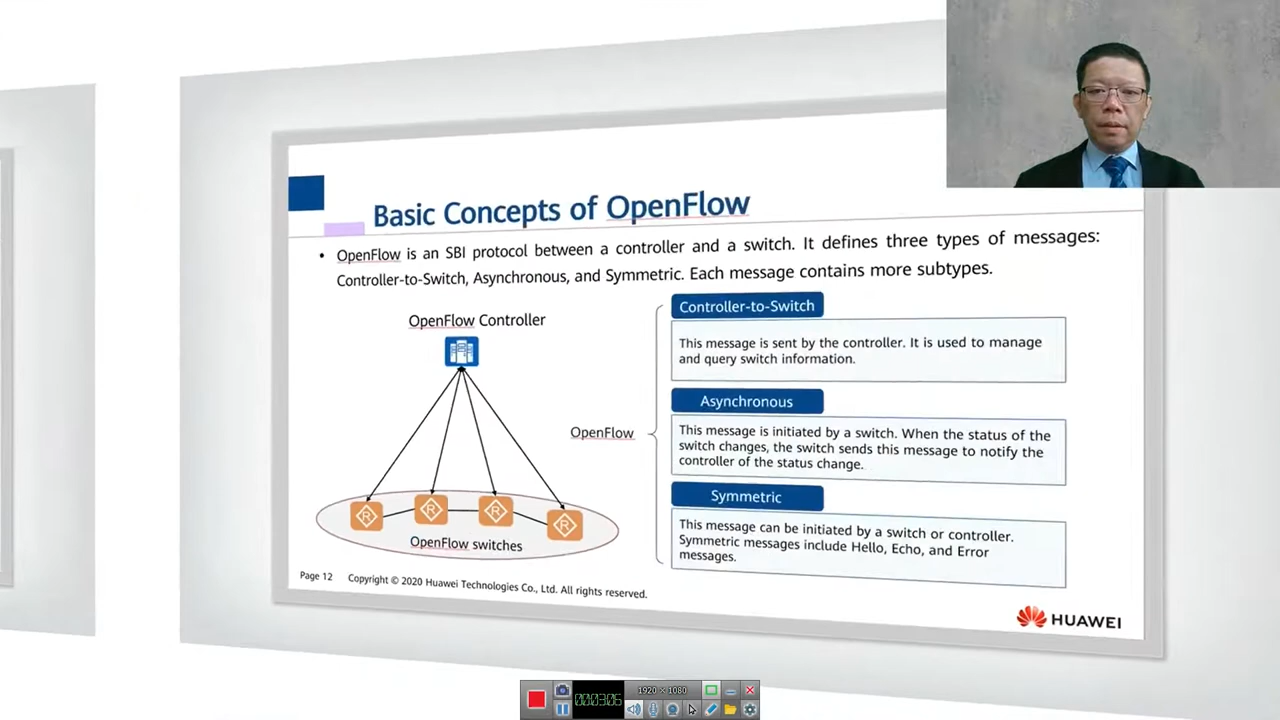 Basic Concepts of OpenFlow
• OpenFlow is an SBI protocol between a controller and a switch. It defines three types of messages:
Controller-to-Switch, Asynchronous, and Symmetric. Each message contains more subtypes.
OpenFlow Controller
OpenFlow switches
OpenFlow
Controller-to-Switch
This message is sent by the controller. It is used to manage
and query switch information.
Asynchronous
This message is initiated by a switch. When the status of the
switch changes, the switch sends this message to notify the
controller of the status change.
Symmetric
This message can be initiated by a switch or controller.
Symmetric messages include Hello, Echo, and Error
messages.
R
R
R
R
Page 12 Copyright © 2020 Huawei Technologies Co., Ltd. All rights reserved.
HUAWEI
1920 × 1080